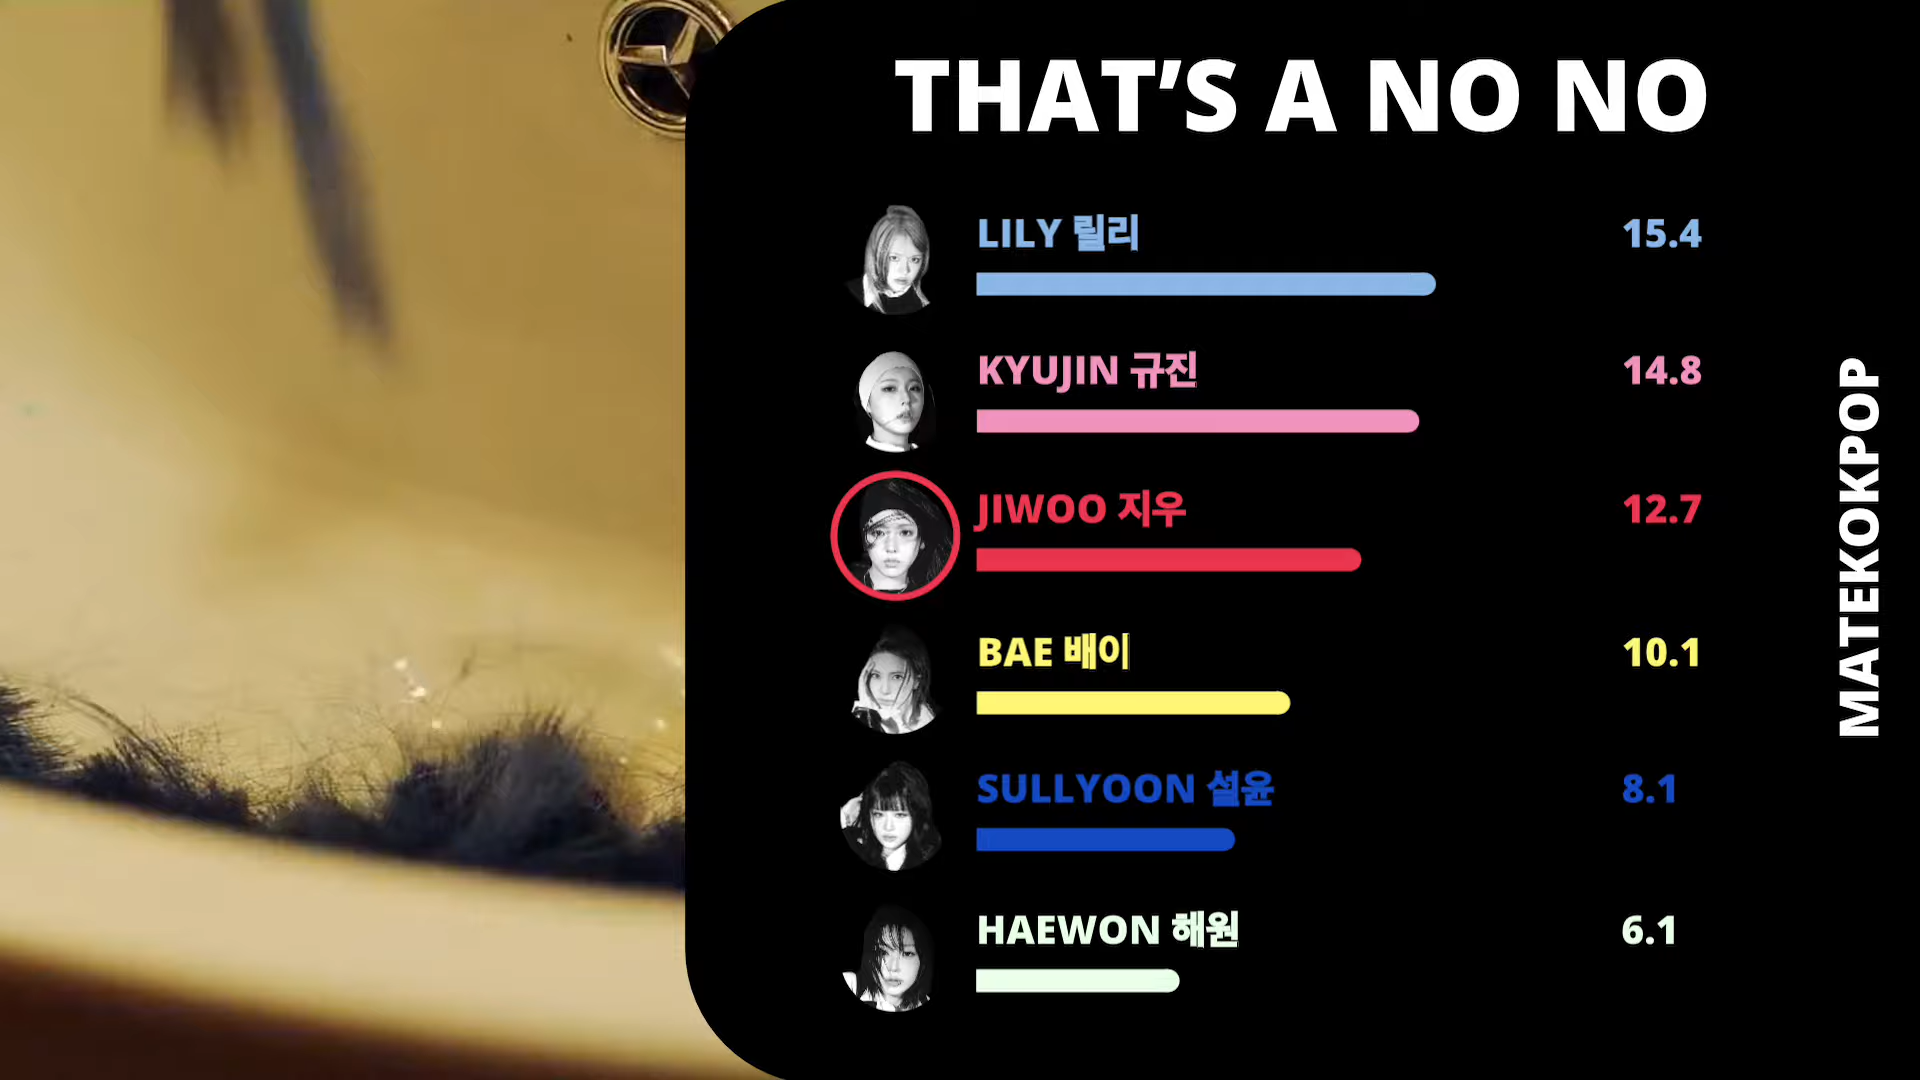 THAT’S A NO NO
LILY 릴리 15.4
KYUJIN 규진 14.8
JIWOO 지우 12.7
BAE 배이 10.1
SULLYOON 설윤 8.1
HAEWON 해원 6.1
MATEKOKPOP